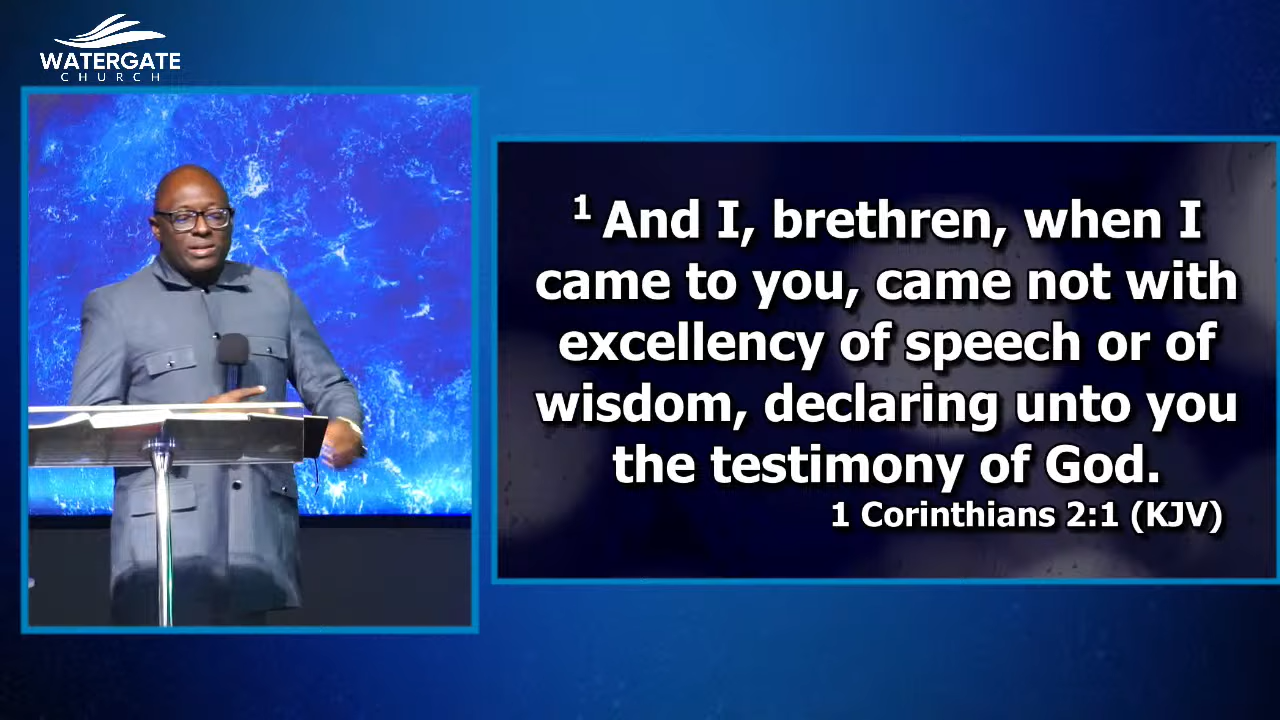 WATERGATE
CHURCH
1 And I, brethren, when I
came to you, came not with
excellency of speech or of
wisdom, declaring unto you
the testimony of God.
1 Corinthians 2:1 (KJV)